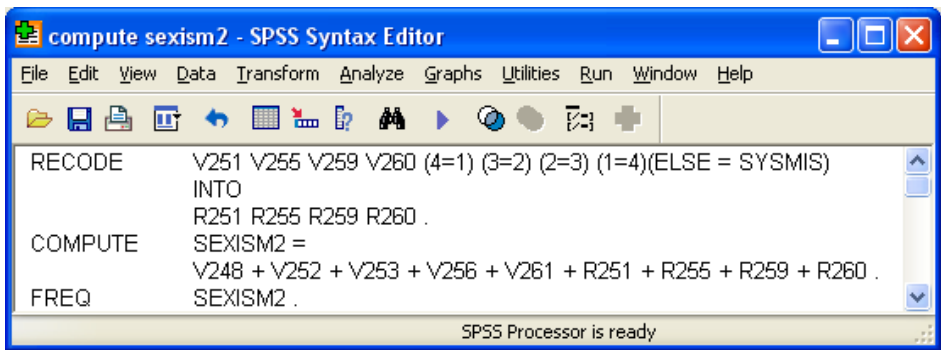 compute sexism2 - SPSS Syntax Editor
File Edit View Data Transform Analyze Graphs Utilities Run Window Help
RECODE V251 V255 V259 V260 (4=1) (3=2) (2=3) (1=4)(ELSE = SYSMIS)
INTO
R251 R255 R259 R260 .
COMPUTE SEXISM2 =
V248 + V252 + V253 + V256 + V261 + R251 + R255 + R259 + R260 .
FREQ SEXISM2 .
SPSS Processor is ready